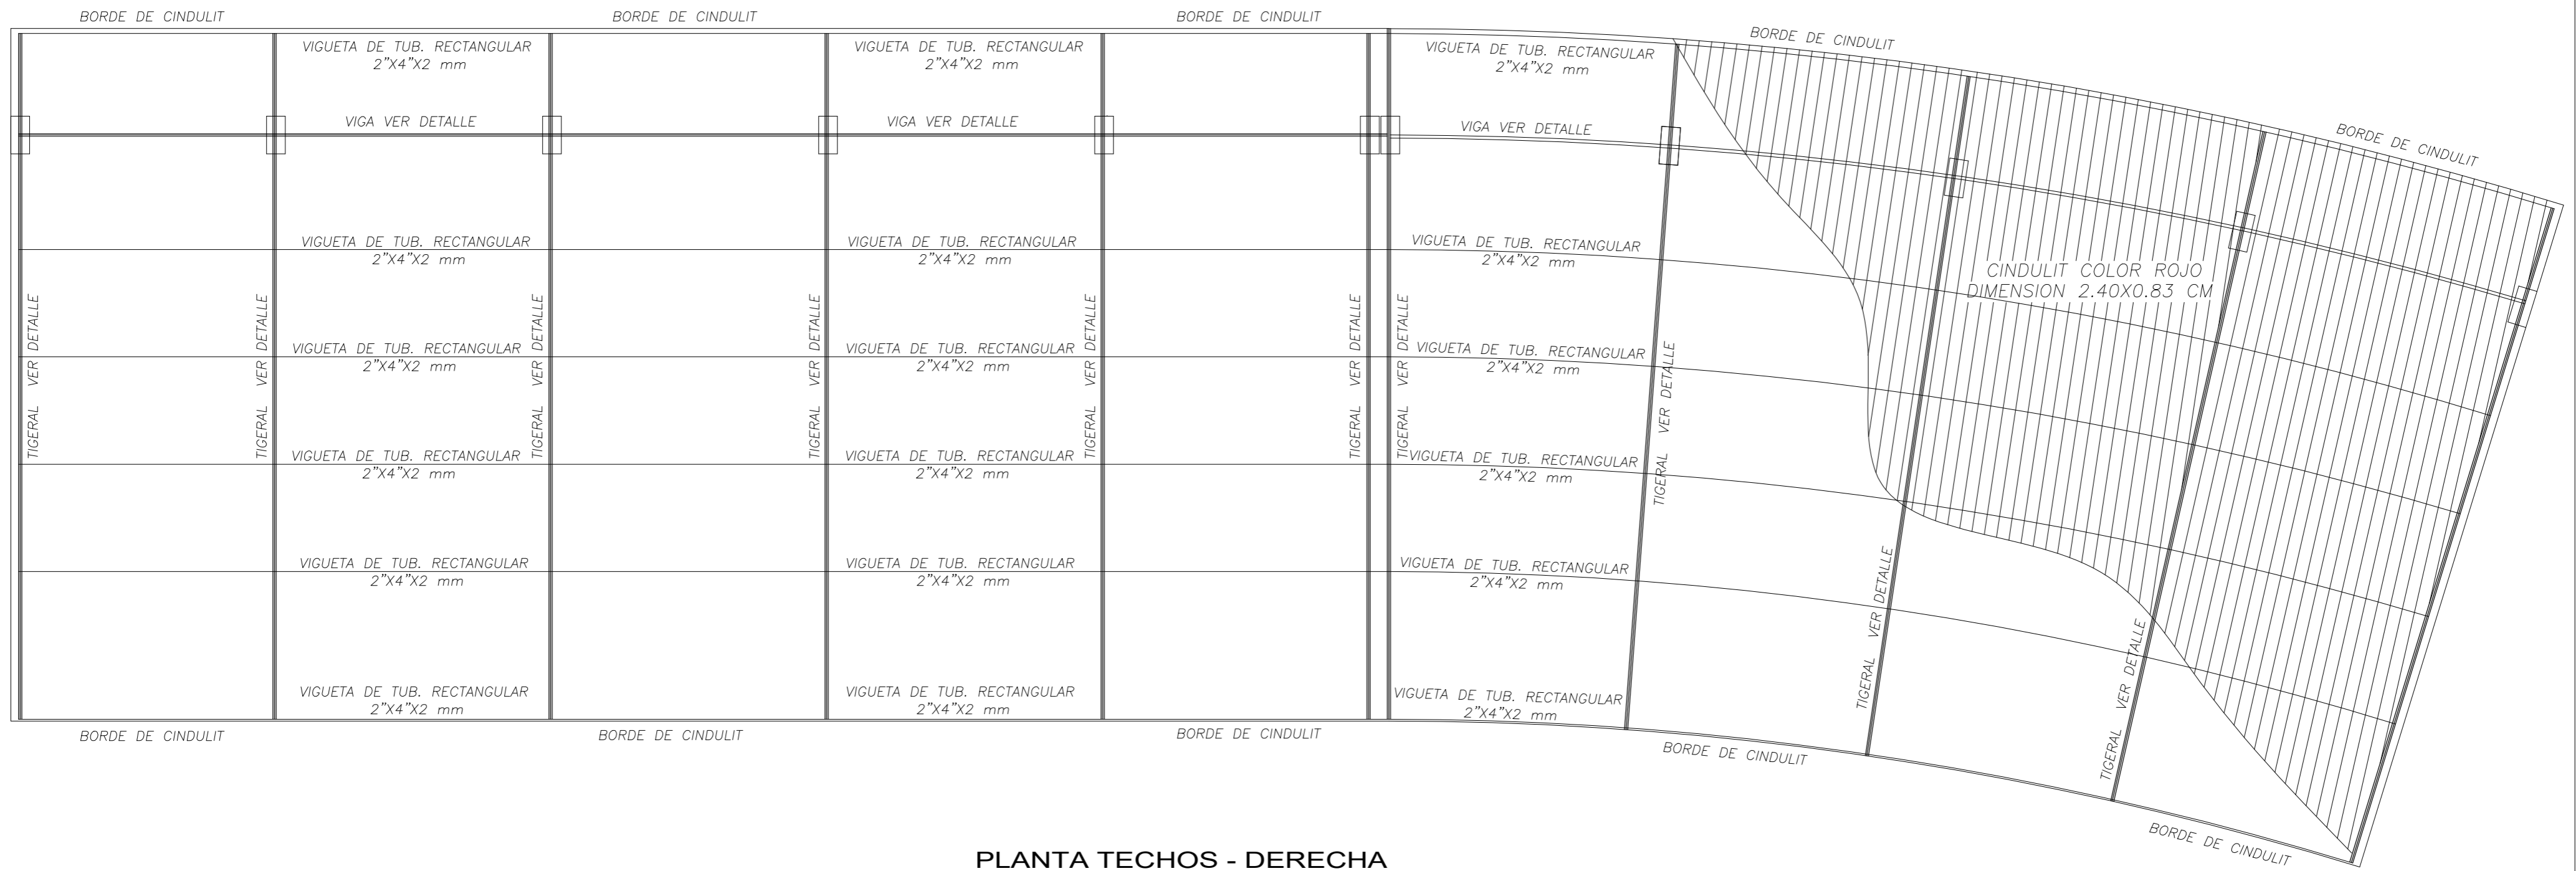 BORDE DE CINDULIT
BORDE DE CINDULIT
BORDE DE CINDULIT
BORDE DE CINDULIT
BORDE DE CINDULIT
VIGUETA DE TUB. RECTANGULAR
2"X4"X2 mm
VIGUETA DE TUB. RECTANGULAR
2"X4"X2 mm
VIGUETA DE TUB. RECTANGULAR
2"X4"X2 mm
VIGA VER DETALLE
VIGA VER DETALLE
VIGA VER DETALLE
VIGUETA DE TUB. RECTANGULAR
2"X4"X2 mm
VIGUETA DE TUB. RECTANGULAR
2"X4"X2 mm
VIGUETA DE TUB. RECTANGULAR
2"X4"X2 mm
CINDULIT COLOR ROJO
DIMENSION 2.40X0.83 CM
TIGERAL VER DETALLE
TIGERAL VER DETALLE
TIGERAL VER DETALLE
TIGERAL VER DETALLE
TIGERAL VER DETALLE
TIGERAL VER DETALLE
TIGERAL VER DETALLE
TIGERAL VER DETALLE
TIGERAL VER DETALLE
TIGERAL VER DETALLE
VIGUETA DE TUB. RECTANGULAR
2"X4"X2 mm
VIGUETA DE TUB. RECTANGULAR
2"X4"X2 mm
VIGUETA DE TUB. RECTANGULAR
2"X4"X2 mm
VIGUETA DE TUB. RECTANGULAR
2"X4"X2 mm
VIGUETA DE TUB. RECTANGULAR
2"X4"X2 mm
VIGUETA DE TUB. RECTANGULAR
2"X4"X2 mm
VIGUETA DE TUB. RECTANGULAR
2"X4"X2 mm
VIGUETA DE TUB. RECTANGULAR
2"X4"X2 mm
VIGUETA DE TUB. RECTANGULAR
2"X4"X2 mm
VIGUETA DE TUB. RECTANGULAR
2"X4"X2 mm
VIGUETA DE TUB. RECTANGULAR
2"X4"X2 mm
VIGUETA DE TUB. RECTANGULAR
2"X4"X2 mm
BORDE DE CINDULIT
BORDE DE CINDULIT
BORDE DE CINDULIT
BORDE DE CINDULIT
BORDE DE CINDULIT
PLANTA TECHOS - DERECHA